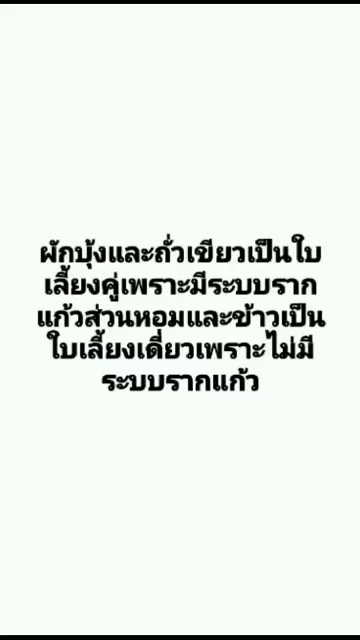 ผักบุ้งและถั่วเขียวเป็นใบ
เลี้ยงคู่เพราะมีระบบราก
แก้วส่วนหอมและข้าวเป็น
ใบเลี้ยงเดี่ยวเพราะไม่มี
ระบบรากแก้ว